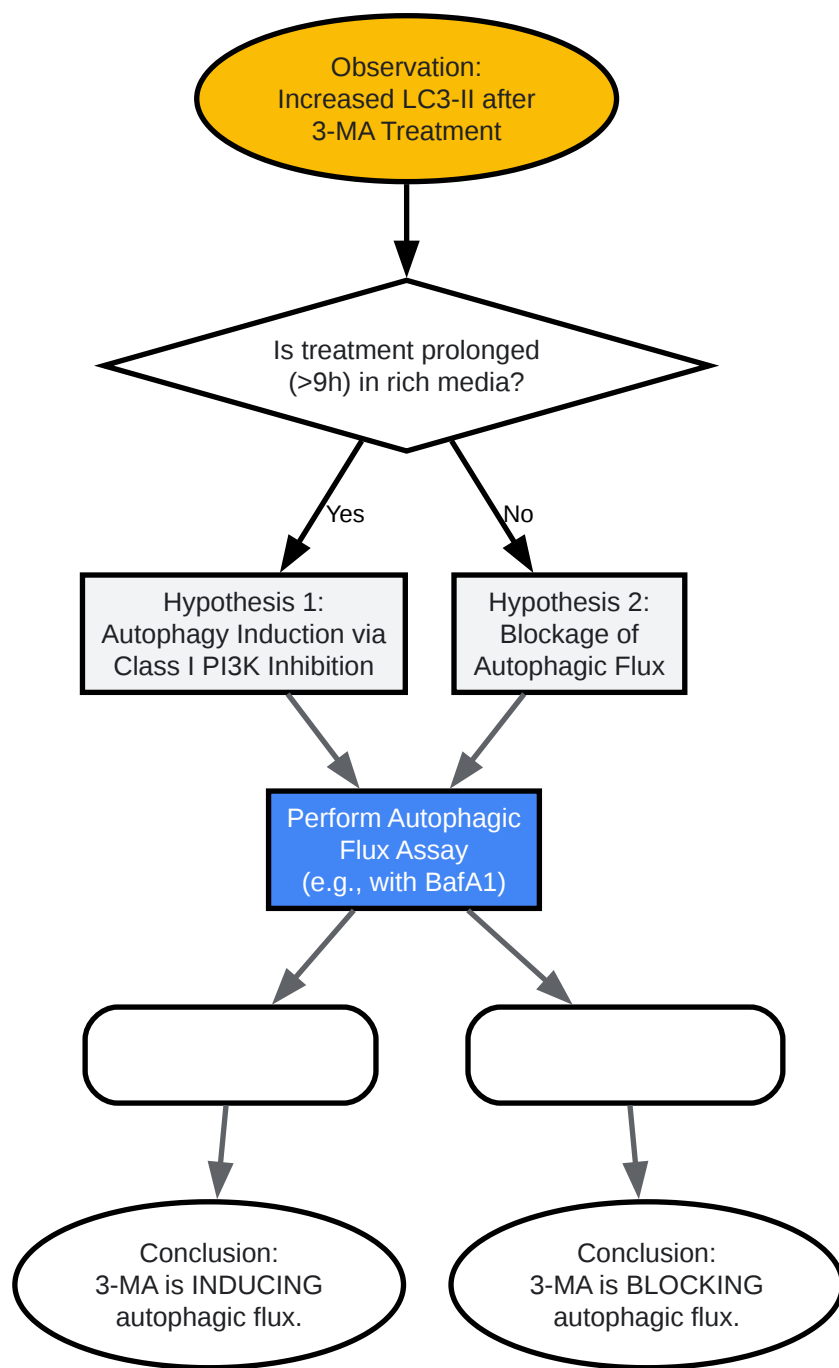 Observation:
Increased LC3-II after
3-MA Treatment
Is treatment prolonged
(>9h) in rich media?
Yes
No
Hypothesis 1:
Autophagy Induction via
Class I PI3K Inhibition
Hypothesis 2:
Blockage of
Autophagic Flux
Perform Autophagic
Flux Assay
(e.g., with BafA1)
Conclusion:
3-MA is INDUCING
autophagic flux.
Conclusion:
3-MA is BLOCKING
autophagic flux.